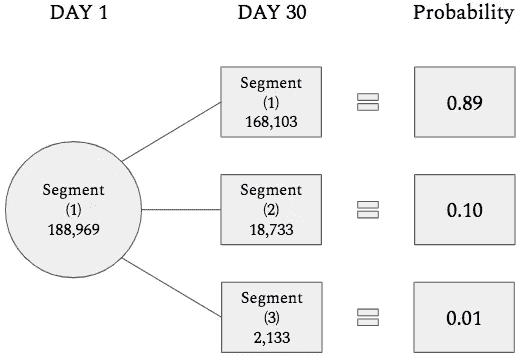 DAY 1
DAY 30
Probability
Segment
(1)
168,103
0.89
Segment
(1)
188,969
Segment
(2)
18,733
0.10
Segment
(3)
2,133
0.01